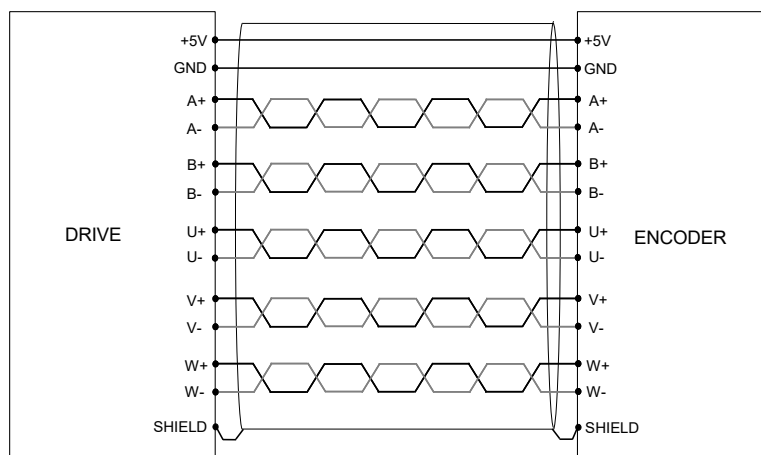 +5V +5V
GND GND
A+ A+
A- A-
B+ B+
B- B-
DRIVE U+ U+ ENCODER
U- U-
V+ V+
V- V-
W+ W+
W- W-
SHIELD SHIELD